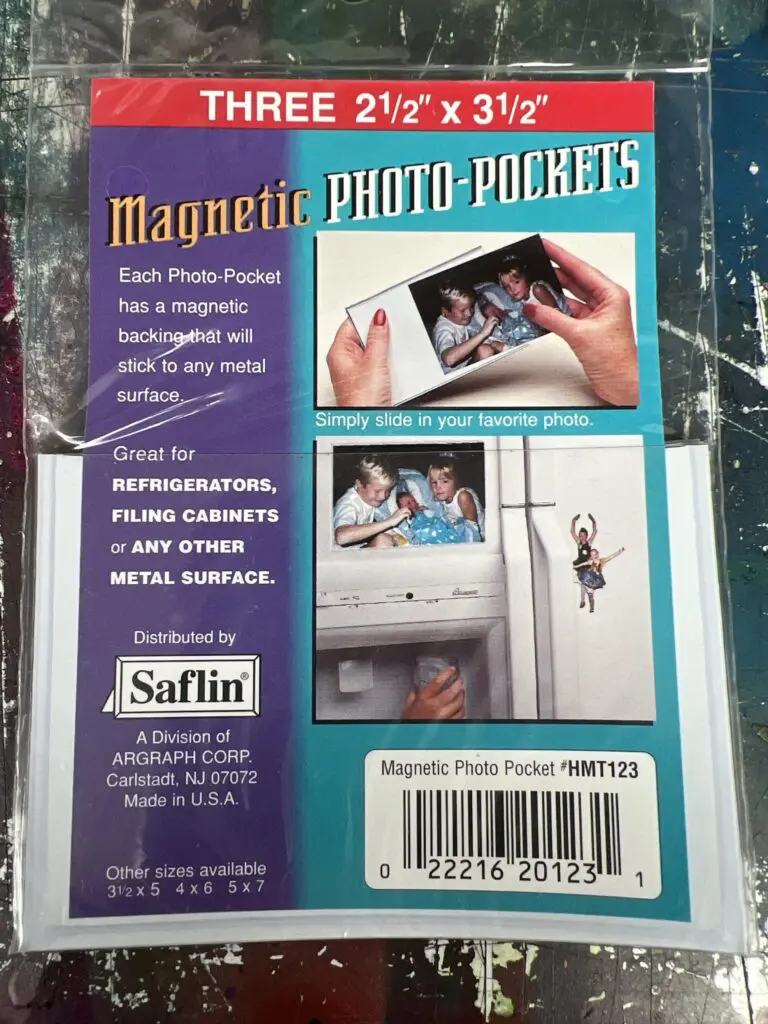 THREE 2 1/2" x 3 1/2"
Magnetic PHOTO-POCKETS
Each Photo-Pocket
has a magnetic
backing that will
stick to any metal
surface.
Simply slide in your favorite photo.
Great for
REFRIGERATORS,
FILING CABINETS
or ANY OTHER
METAL SURFACE.
Distributed by
Saflin®
A Division of
ARGRAPH CORP.
Carlstadt, NJ 07072
Made in U.S.A.
Other sizes available
3 1/2 x 5 4 x 6 5 x 7
Magnetic Photo Pocket #HMT123
0 22216 20123 1